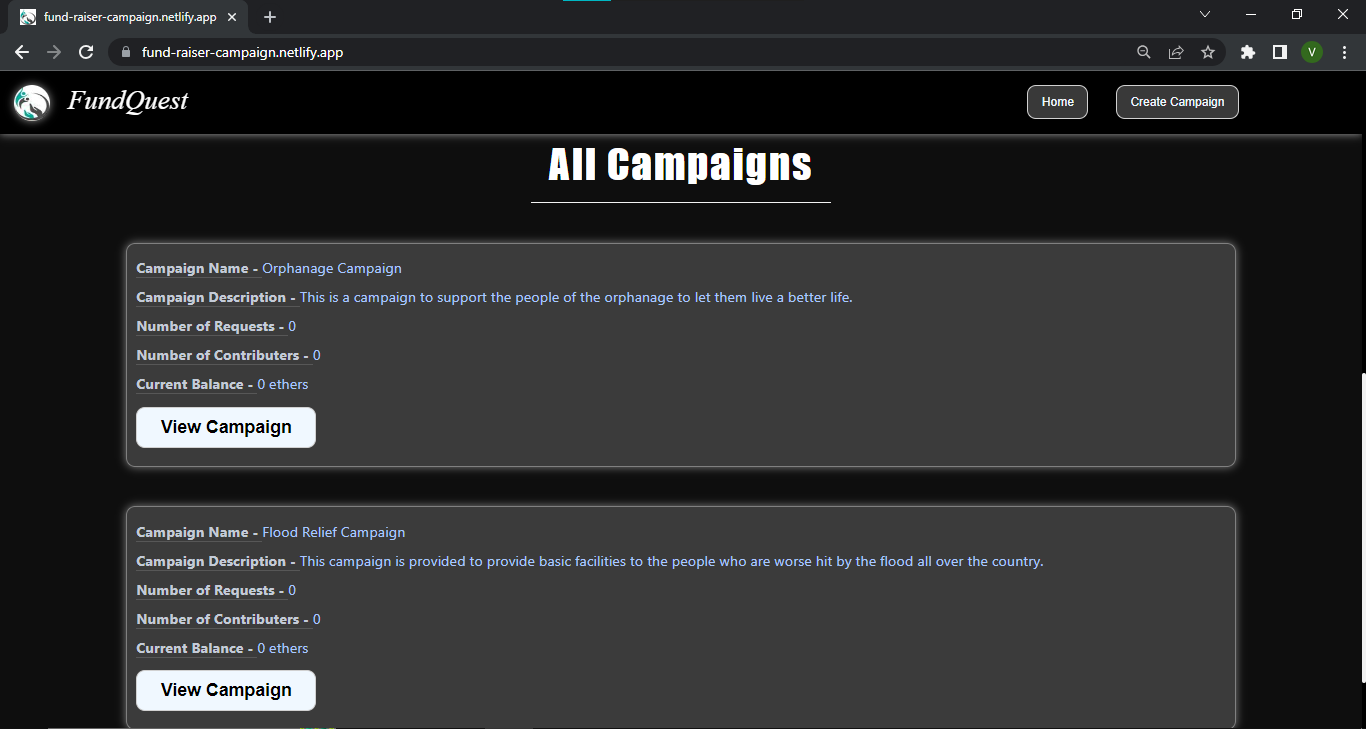 fund-raiser-campaign.netlify.app
fund-raiser-campaign.netlify.app
V
FundQuest
Home
Create Campaign
All Campaigns
Campaign Name - Orphanage Campaign
Campaign Description - This is a campaign to support the people of the orphanage to let them live a better life.
Number of Requests - 0
Number of Contributers - 0
Current Balance - 0 ethers
View Campaign
Campaign Name - Flood Relief Campaign
Campaign Description - This campaign is provided to provide basic facilities to the people who are worse hit by the flood all over the country.
Number of Requests - 0
Number of Contributers - 0
Current Balance - 0 ethers
View Campaign